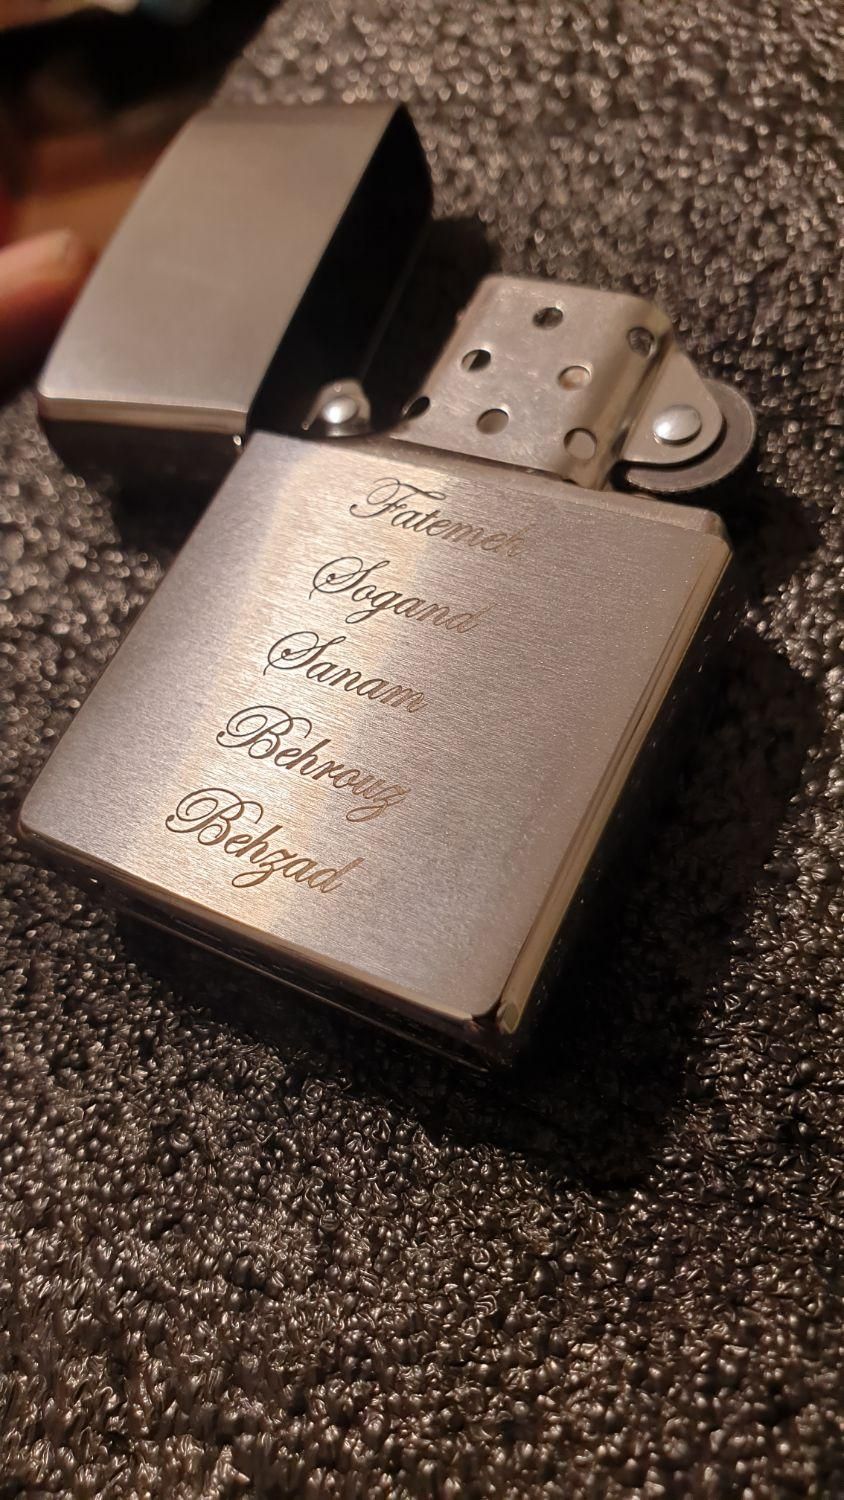 Fatemeh
Sogand
Sanam
Behrouz
Behzad